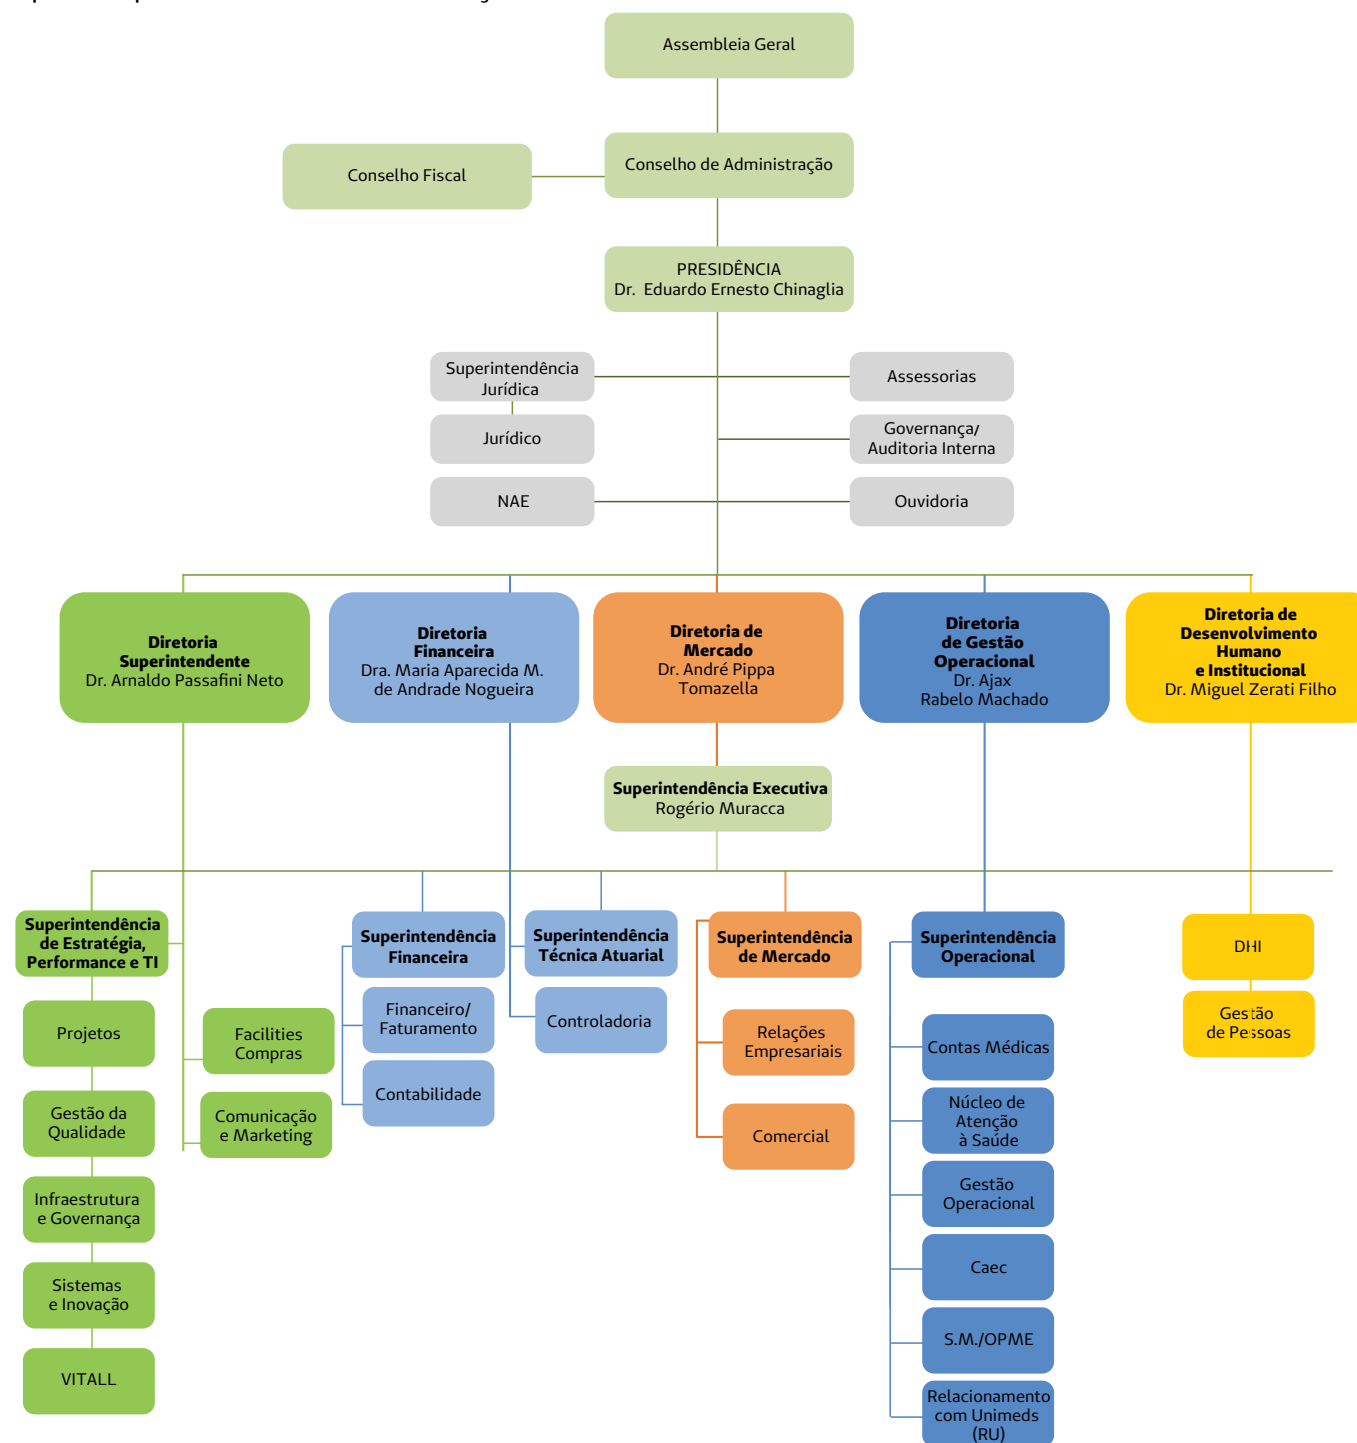 Assembleia Geral
Conselho de Administração
Conselho Fiscal
PRESIDÊNCIA
Dr. Eduardo Ernesto Chinaglia
Superintendência
Jurídica
Assessorias
Jurídico
Governança/
Auditoria Interna
NAE
Ouvidoria
Diretoria
Superintendente
Dr. Arnaldo Passafini Neto
Diretoria
Financeira
Dra. Maria Aparecida M.
de Andrade Nogueira
Diretoria de
Mercado
Dr. André Pippa
Tomazella
Diretoria
de Gestão
Operacional
Dr. Ajax
Rabelo Machado
Diretoria de
Desenvolvimento
Humano
e Institucional
Dr. Miguel Zerati Filho
Superintendência Executiva
Rogério Muracca
Superintendência
de Estratégia,
Performance e TI
Superintendência
Financeira
Superintendência
Técnica Atuarial
Superintendência
de Mercado
Superintendência
Operacional
DHI
Projetos
Facilities
Compras
Financeiro/
Faturamento
Controladoria
Relações
Empresariais
Contas Médicas
Gestão
de Pessoas
Gestão da
Qualidade
Comunicação
e Marketing
Contabilidade
Comercial
Núcleo de
Atenção
à Saúde
Infraestrutura
e Governança
Gestão
Operacional
Sistemas
e Inovação
Caec
VITALL
S.M./OPME
Relacionamento
com Unimeds
(RU)